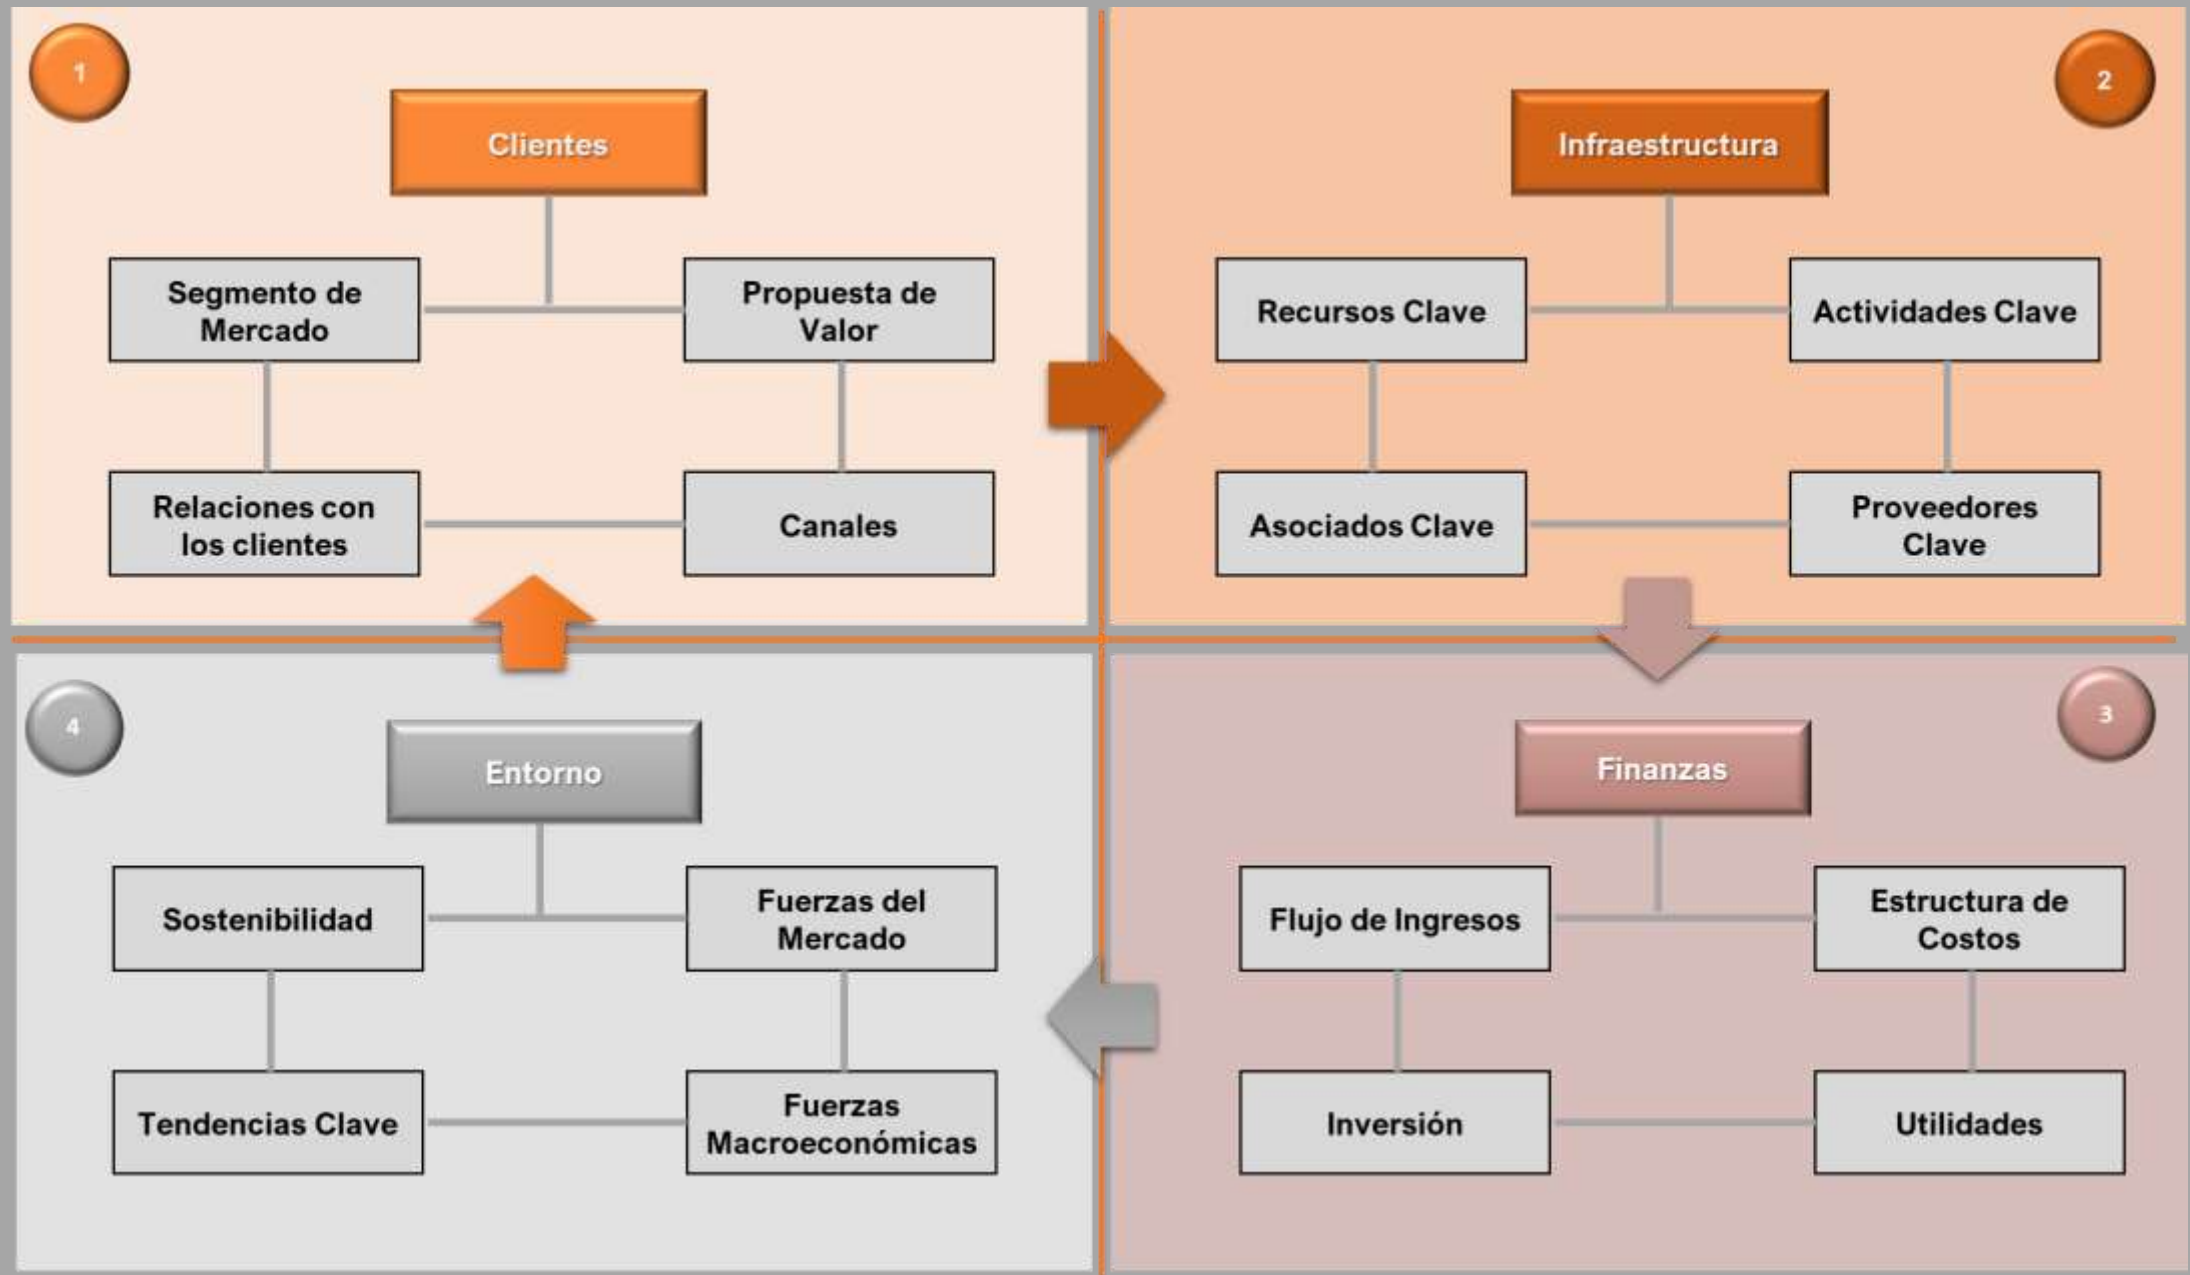 1
Clientes
Segmento de
Mercado
Propuesta de
Valor
Relaciones con
los clientes
Canales
2
Infraestructura
Recursos Clave
Actividades Clave
Asociados Clave
Proveedores
Clave
3
Finanzas
Flujo de Ingresos
Estructura de
Costos
Inversión
Utilidades
4
Entorno
Sostenibilidad
Fuerzas del
Mercado
Tendencias Clave
Fuerzas
Macroeconómicas